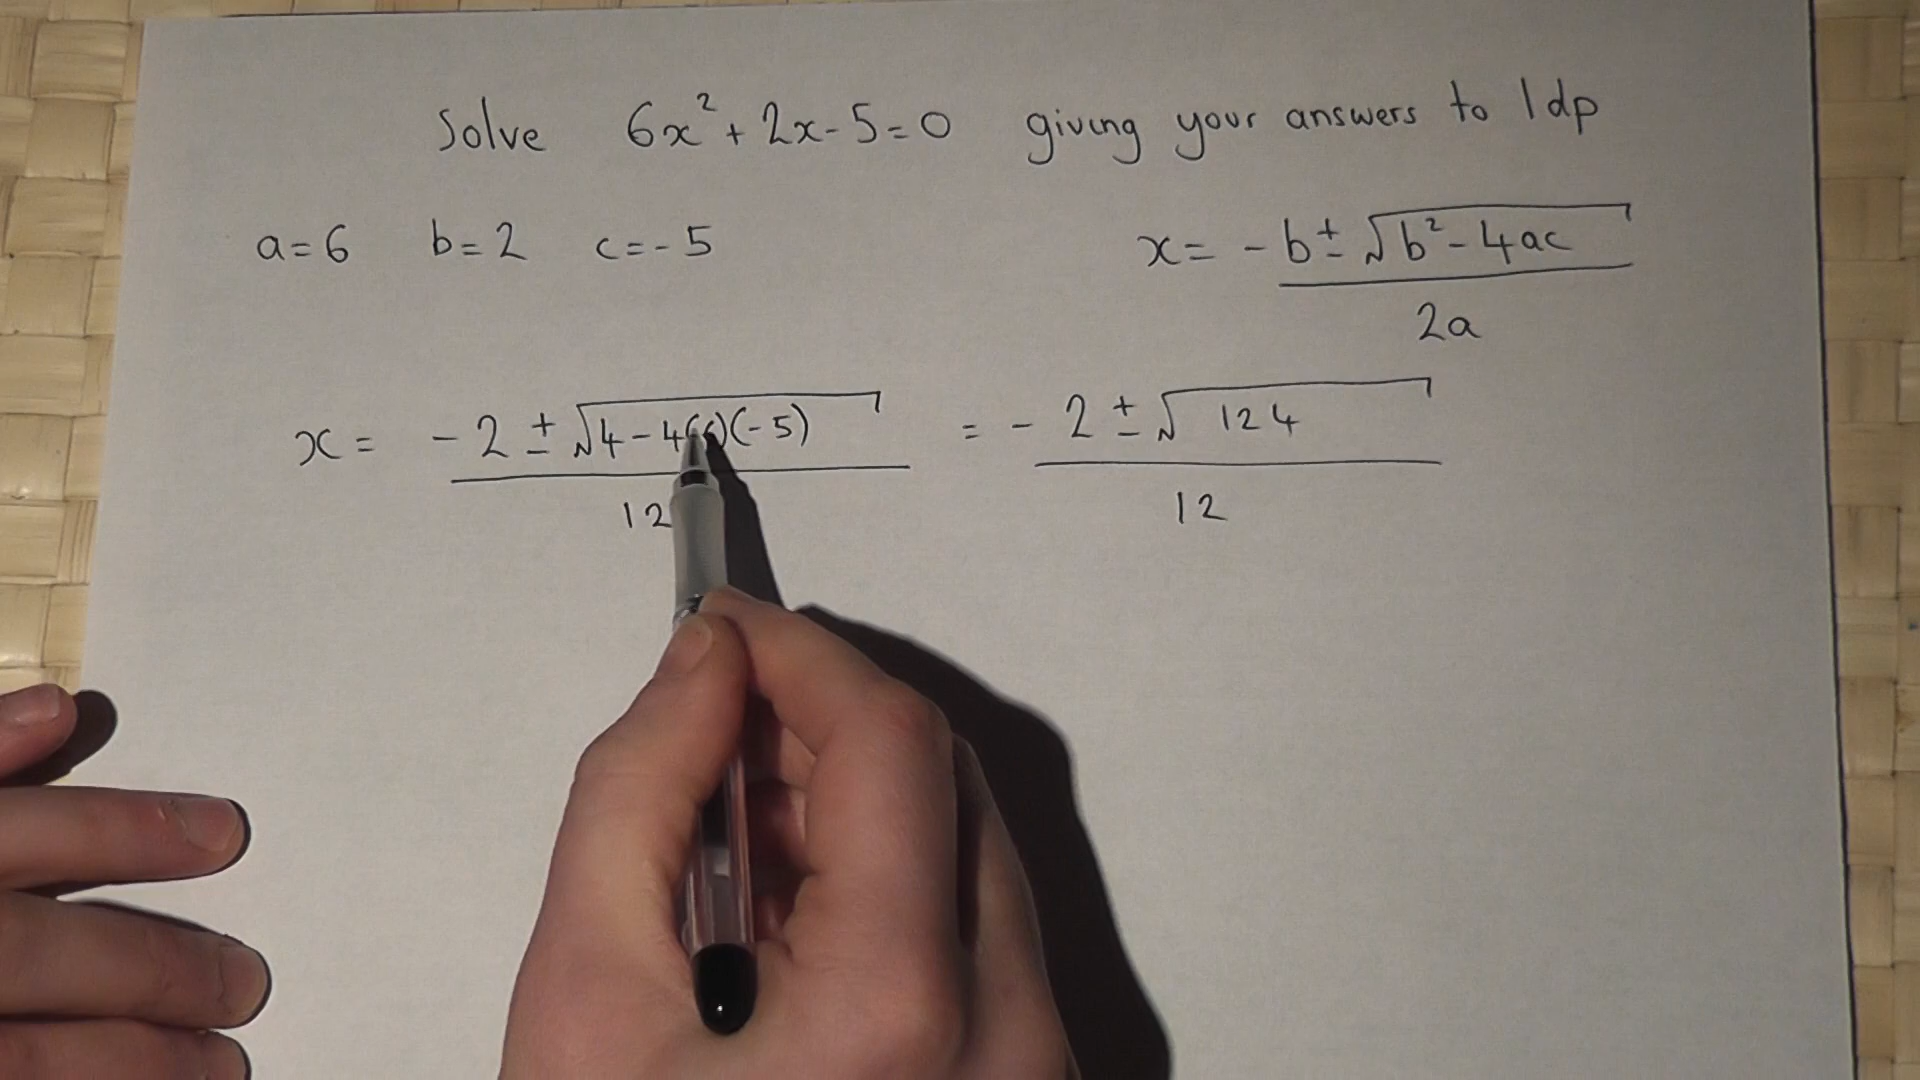 Solve 6x² + 2x - 5 = 0 giving your answers to 1dp
a = 6 b = 2 c = - 5
x = - b ± √b² - 4ac
2a
x = - 2 ± √4 - 4(6)(-5) = - 2 ± √124
12 12